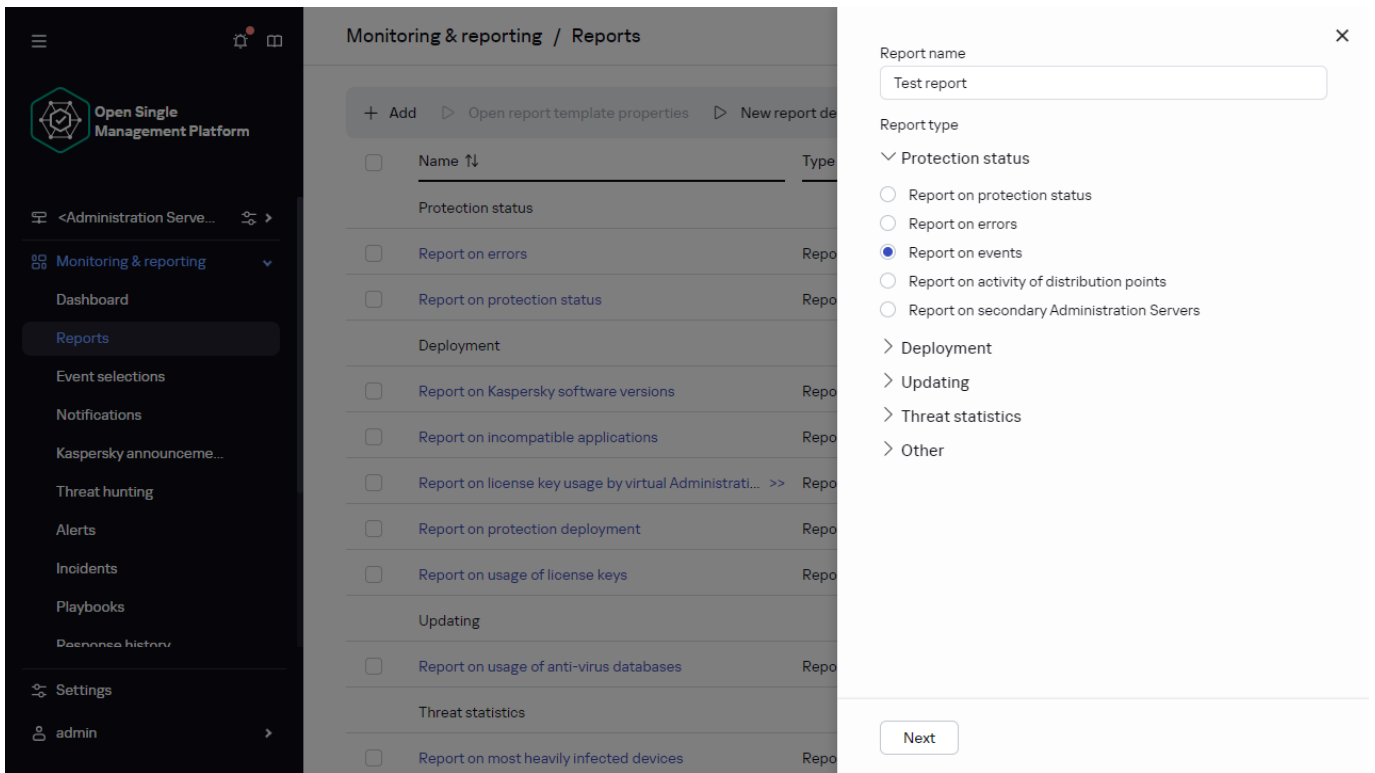 Open Single
Management Platform
<Administration Serve...
Monitoring & reporting
Dashboard
Reports
Event selections
Notifications
Kaspersky announceme...
Threat hunting
Alerts
Incidents
Playbooks
Response history
Settings
admin
Monitoring & reporting / Reports
+ Add Open report template properties New report de
Name Type
Protection status
Report on errors Repo
Report on protection status Repo
Deployment
Report on Kaspersky software versions Repo
Report on incompatible applications Repo
Report on license key usage by virtual Administrati... >> Repo
Report on protection deployment Repo
Report on usage of license keys Repo
Updating
Report on usage of anti-virus databases Repo
Threat statistics
Report on most heavily infected devices Repo
Report name
Test report
Report type
Protection status
Report on protection status
Report on errors
Report on events
Report on activity of distribution points
Report on secondary Administration Servers
Deployment
Updating
Threat statistics
Other
Next